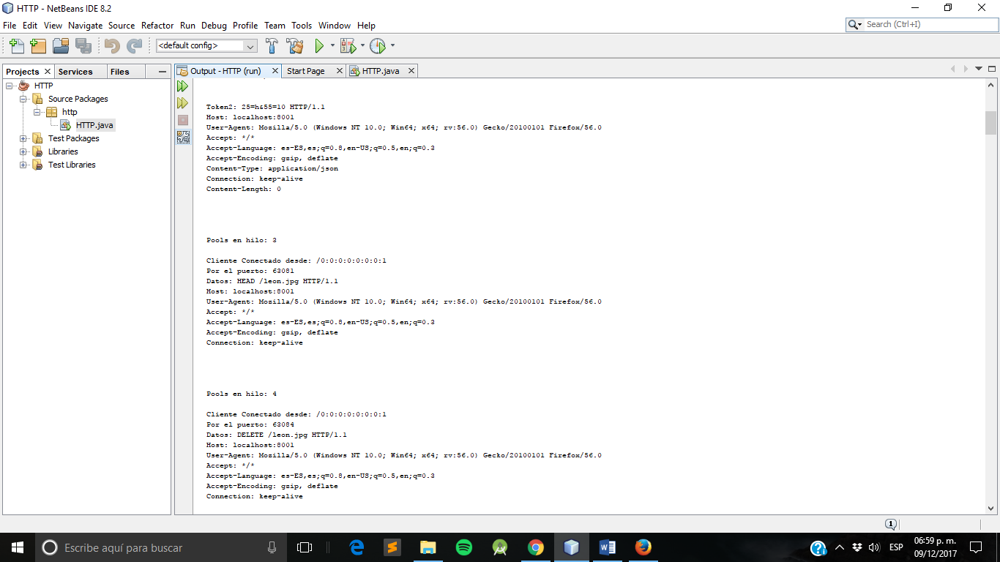 HTTP - NetBeans IDE 8.2
File Edit View Navigate Source Refactor Run Debug Profile Team Tools Window Help
Search (Ctrl+I)
<default config>
Projects Services Files
Output - HTTP (run) Start Page HTTP.java
HTTP
Source Packages
http
HTTP.java
Test Packages
Libraries
Test Libraries
Token2: 25=h&55=10 HTTP/1.1
Host: localhost:8001
User-Agent: Mozilla/5.0 (Windows NT 10.0; Win64; x64; rv:56.0) Gecko/20100101 Firefox/56.0
Accept: */*
Accept-Language: es-ES,es;q=0.8,en-US;q=0.5,en;q=0.3
Accept-Encoding: gzip, deflate
Content-Type: application/json
Connection: keep-alive
Content-Length: 0
Pools en hilo: 3
Cliente Conectado desde: /0:0:0:0:0:0:0:1
Por el puerto: 63081
Datos: HEAD /leon.jpg HTTP/1.1
Host: localhost:8001
User-Agent: Mozilla/5.0 (Windows NT 10.0; Win64; x64; rv:56.0) Gecko/20100101 Firefox/56.0
Accept: */*
Accept-Language: es-ES,es;q=0.8,en-US;q=0.5,en;q=0.3
Accept-Encoding: gzip, deflate
Connection: keep-alive
Pools en hilo: 4
Cliente Conectado desde: /0:0:0:0:0:0:0:1
Por el puerto: 63084
Datos: DELETE /leon.jpg HTTP/1.1
Host: localhost:8001
User-Agent: Mozilla/5.0 (Windows NT 10.0; Win64; x64; rv:56.0) Gecko/20100101 Firefox/56.0
Accept: */*
Accept-Language: es-ES,es;q=0.8,en-US;q=0.5,en;q=0.3
Accept-Encoding: gzip, deflate
Connection: keep-alive
1
Escribe aquí para buscar
ESP
06:59 p. m.
09/12/2017